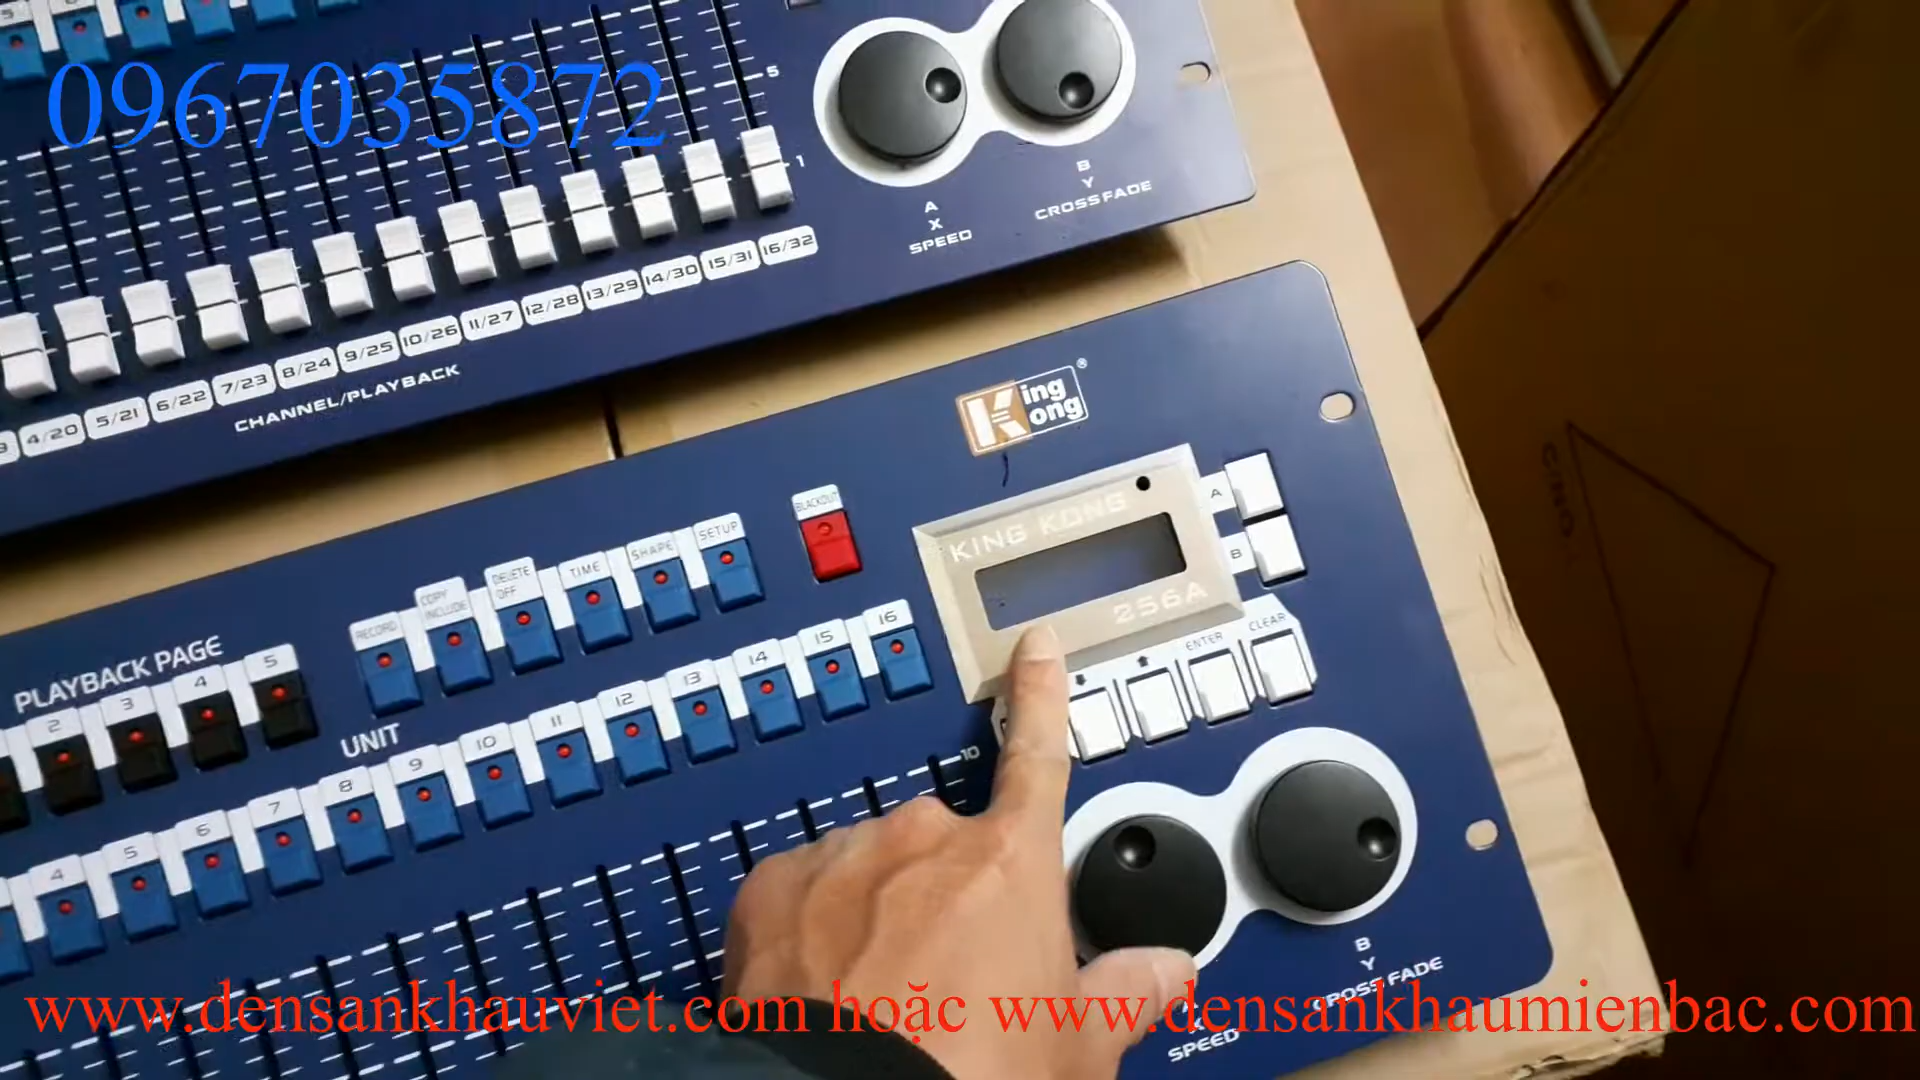 0967035872
5
1
A
X
SPEED
B
Y
CROSS FADE
4/20 5/21 6/22 7/23 8/24 9/25 10/26 11/27 12/28 13/29 14/30 15/31 16/32
CHANNEL/PLAYBACK
King Kong ®
KING KONG
256A
A
B
BLACKOUT
RECORD
COPY INCLUDE
DELETE OFF
TIME
SHAPE
SETUP
ENTER
CLEAR
PLAYBACK PAGE
2 3 4 5
UNIT
4 5 6 7 8 9 10 11 12 13 14 15 16
10
B
Y
CROSS FADE
X
SPEED
www.densankhauviet.com hoặc www.densankhaumienbac.com